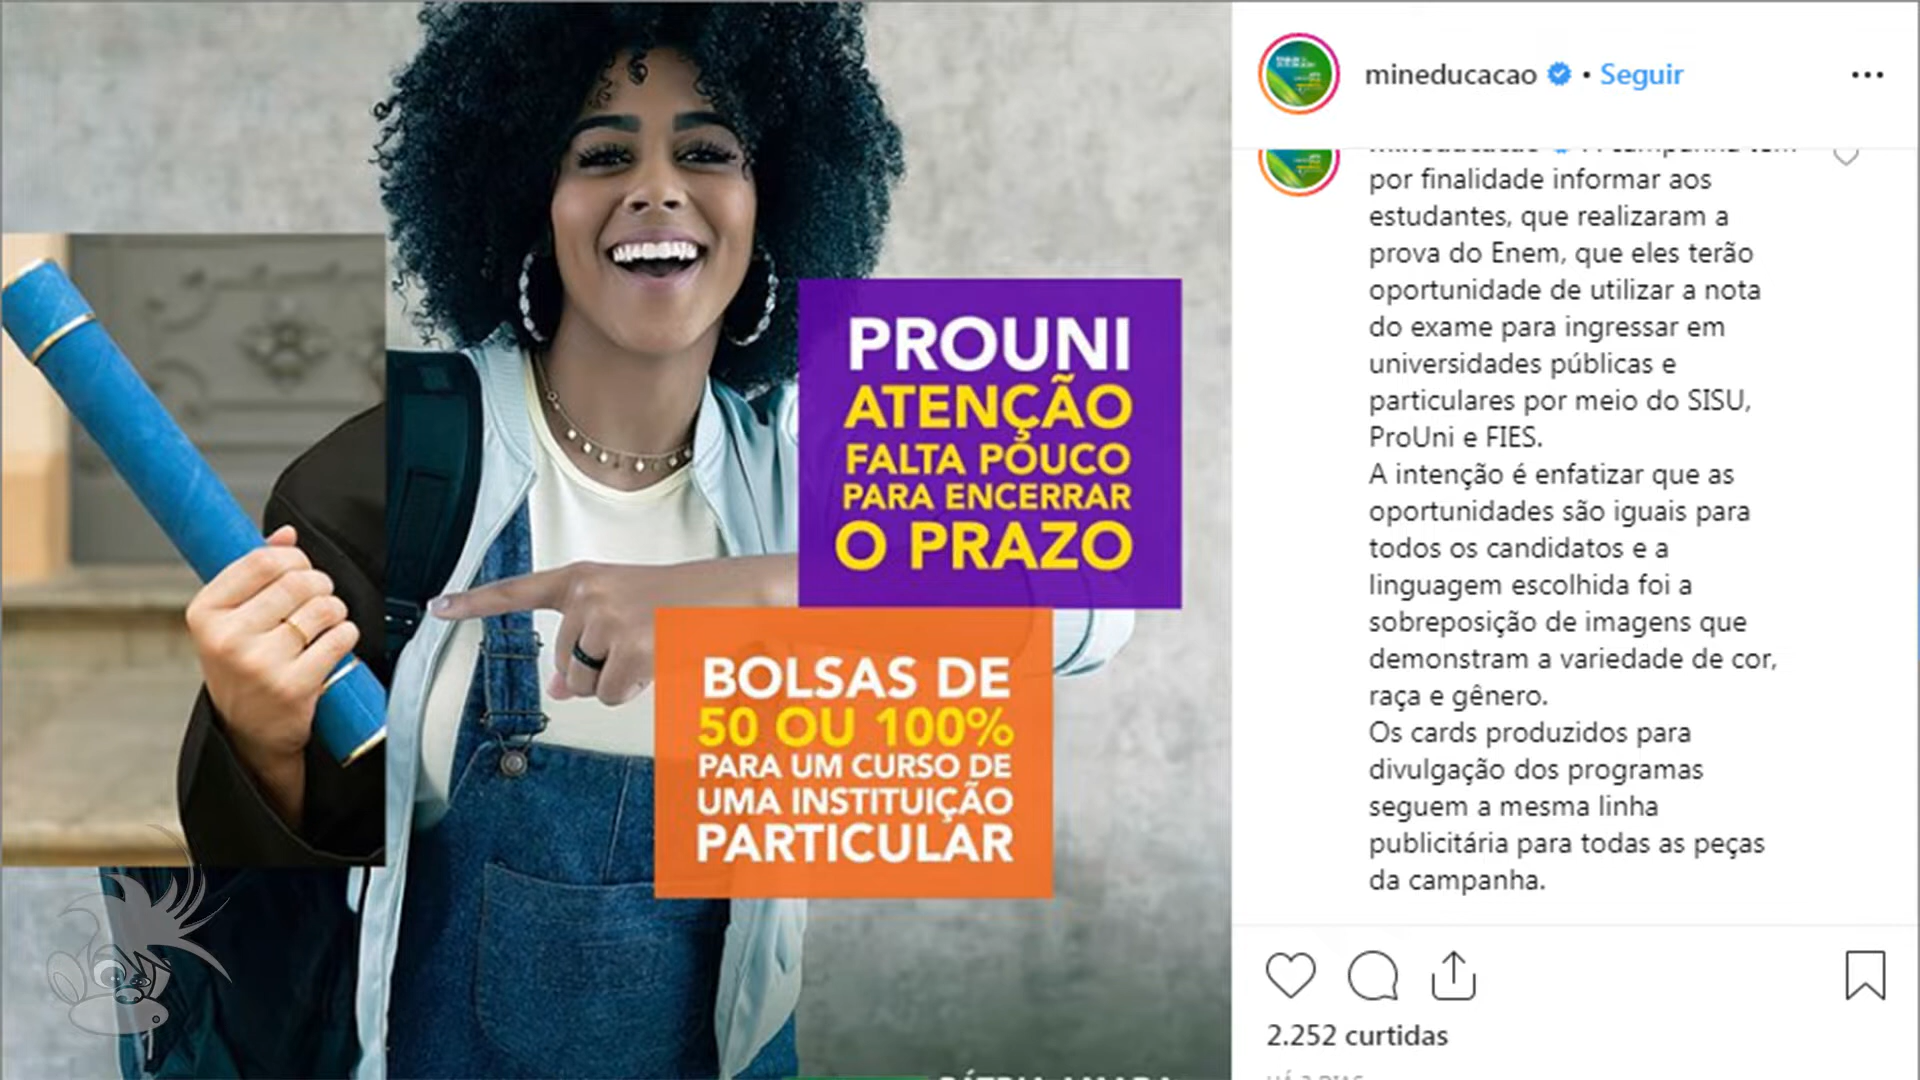 PROUNI
ATENÇÃO
FALTA POUCO
PARA ENCERRAR
O PRAZO
BOLSAS DE
50 OU 100%
PARA UM CURSO DE
UMA INSTITUIÇÃO
PARTICULAR
mineducacao • Seguir
por finalidade informar aos
estudantes, que realizaram a
prova do Enem, que eles terão
oportunidade de utilizar a nota
do exame para ingressar em
universidades públicas e
particulares por meio do SISU,
ProUni e FIES.
A intenção é enfatizar que as
oportunidades são iguais para
todos os candidatos e a
linguagem escolhida foi a
sobreposição de imagens que
demonstram a variedade de cor,
raça e gênero.
Os cards produzidos para
divulgação dos programas
seguem a mesma linha
publicitária para todas as peças
da campanha.
2.252 curtidas